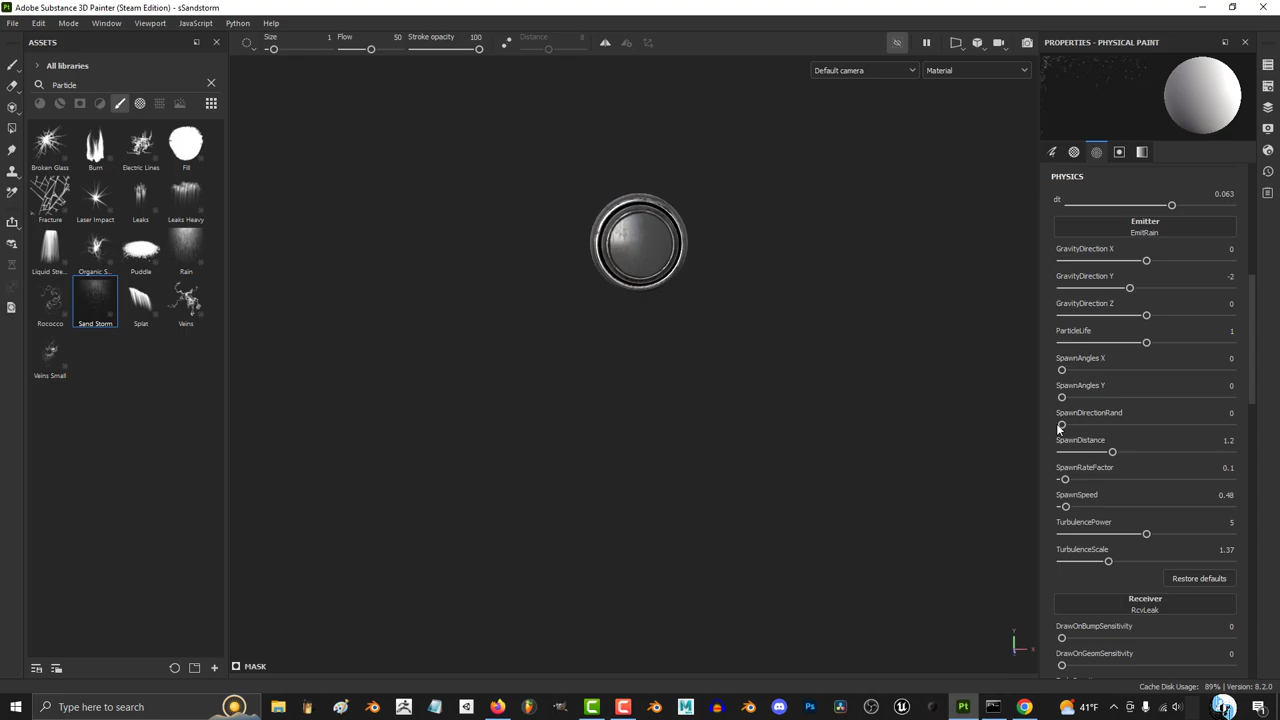 Adobe Substance 3D Painter (Steam Edition) - sSandstorm
File Edit Mode Window Viewport JavaScript Python Help
ASSETS
Size 1 Flow 50 Stroke opacity 100 Distance: 8
PROPERTIES - PHYSICAL PAINT
All libraries
Particle
Default camera
Material
Broken Glass Burn Electric Lines Fill
Fracture Laser Impact Leaks Leaks Heavy
Liquid Stre... Organic S... Puddle Rain
Rococco Sand Storm Splat Veins
Veins Small
PHYSICS
dt 0.063
Emitter
EmitRain
GravityDirection X 0
GravityDirection Y -2
GravityDirection Z 0
ParticleLife 1
SpawnAngles X 0
SpawnAngles Y 0
SpawnDirectionRand 0
SpawnDistance 1.2
SpawnRateFactor 0.1
SpawnSpeed 0.48
TurbulencePower 5
TurbulenceScale 1.37
Restore defaults
Receiver
RcvLeak
DrawOnBumpSensitivity 0
DrawOnGeomSensitivity 0
Y
X
MASK
Cache Disk Usage: 89% | Version: 8.2.0
Type here to search
41°F